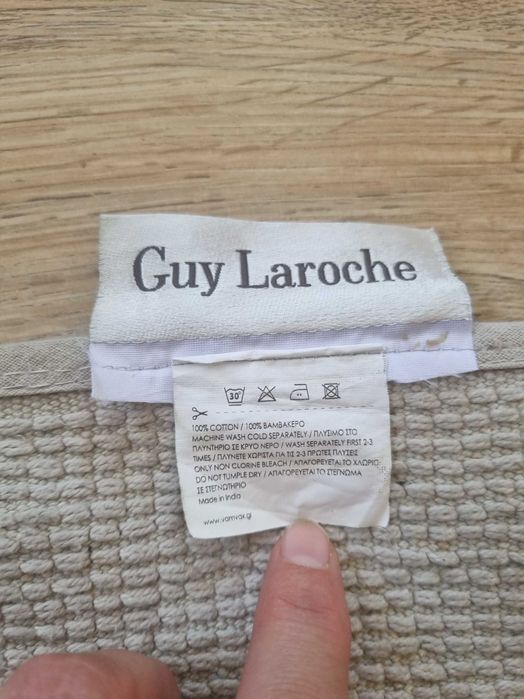 Guy Laroche
30°
100% COTTON / 100% ΒΑΜΒΑΚΕΡΟ
MACHINE WASH COLD SEPARATELY / ΠΛΥΣΙΜΟ ΣΤΟ
ΠΛΥΝΤΗΡΙΟ ΣΕ ΚΡΥΟ ΝΕΡΟ / WASH SEPARATELY FIRST 2-3
TIMES / ΠΛΥΝΕΤΕ ΧΩΡΙΣΤΑ ΓΙΑ ΤΙΣ 2-3 ΠΡΩΤΕΣ ΠΛΥΣΕΙΣ
ONLY NON CLORINE BLEACH / ΑΠΑΓΟΡΕΥΕΤΑΙ ΤΟ ΧΛΩΡΙΟ
DO NOT TUMPLE DRY / ΑΠΑΓΟΡΕΥΕΤΑΙ ΤΟ ΣΤΕΓΝΩΜΑ
ΣΕ ΣΤΕΓΝΩΤΗΡΙΟ
Made in India
www.vamvax.gr